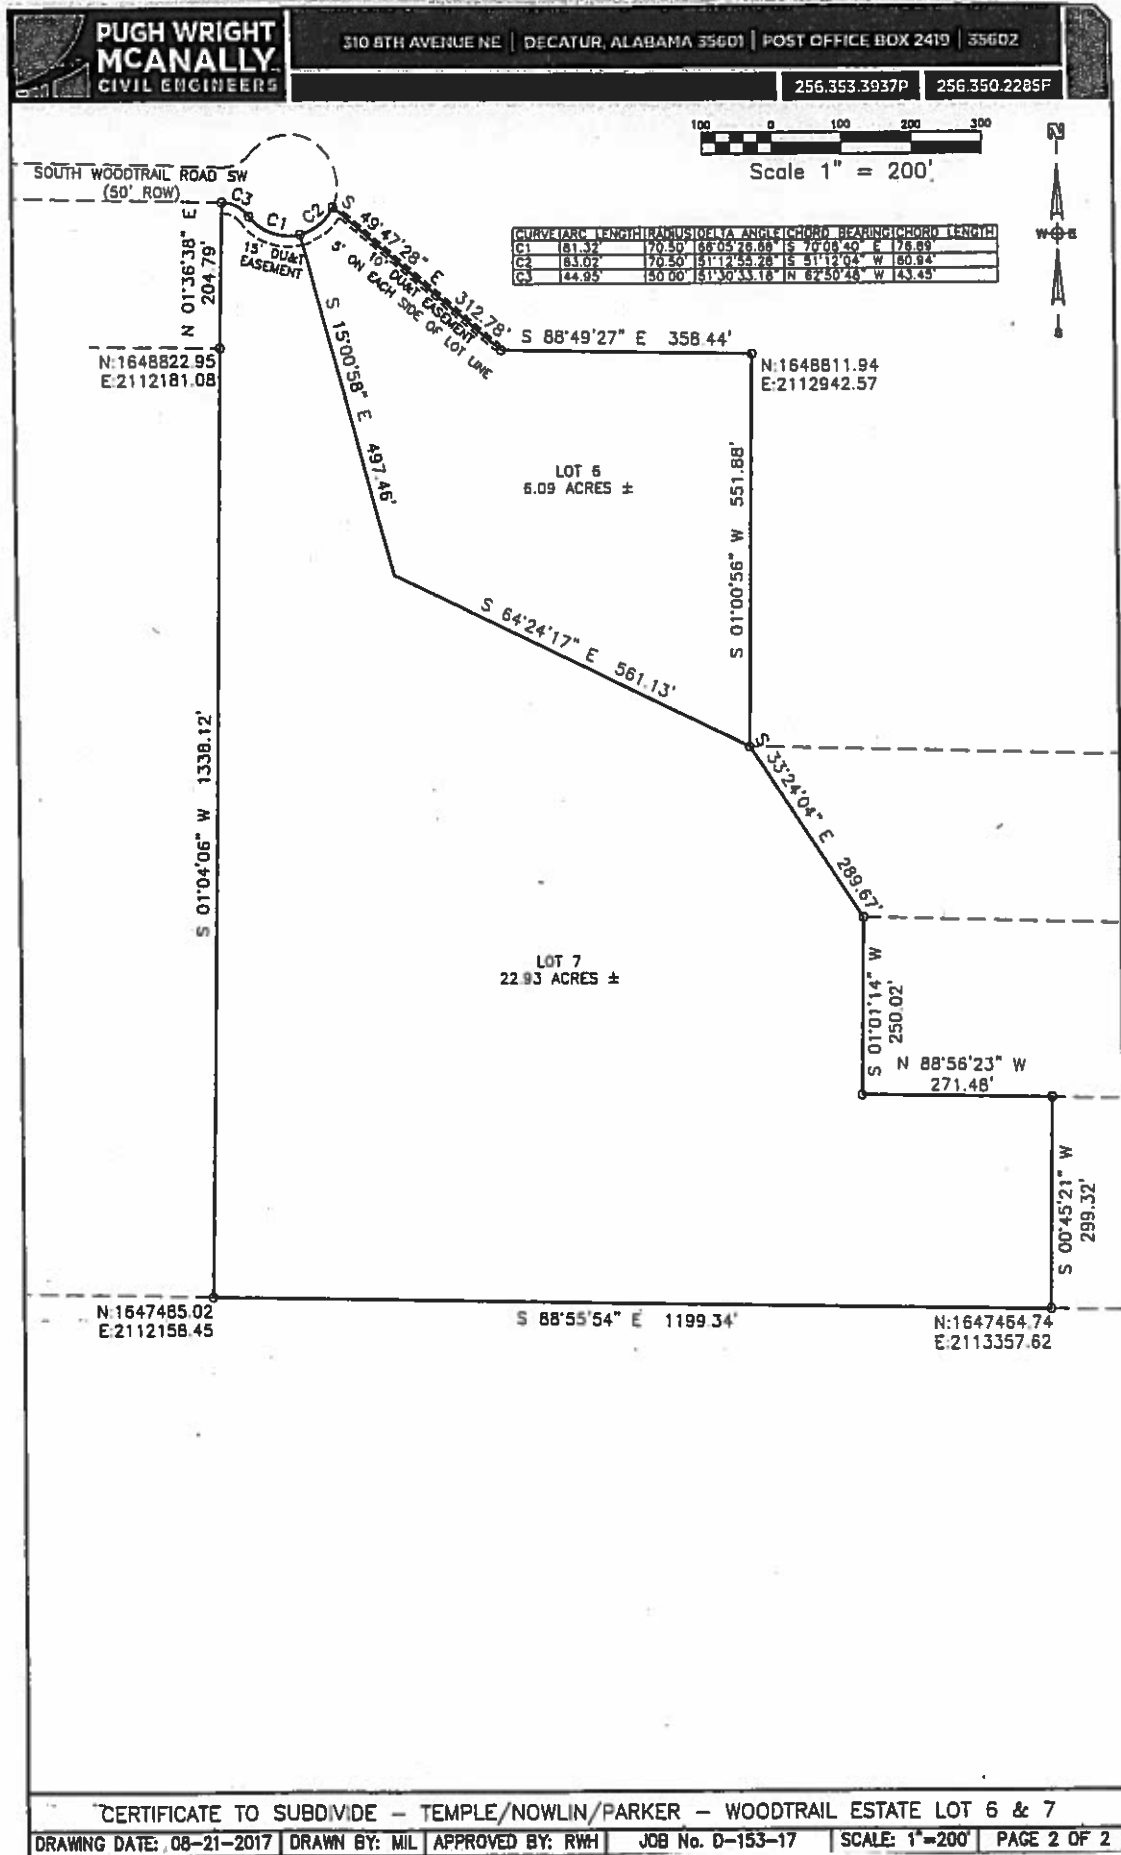 PUGH WRIGHT
MCANALLY
CIVIL ENGINEERS
310 8TH AVENUE NE | DECATUR, ALABAMA 35601 | POST OFFICE BOX 2419 | 35602
256.353.3937P
256.350.2285F
100 0 100 200 300
Scale 1" = 200'
N
W E
S
SOUTH WOODTRAIL ROAD SW
(50' ROW)
C3
C1
C2
15' DU&T
EASEMENT
N 01°36'38" E
204.79'
S 49°47'28" E 312.78'
10' DU&T EASEMENT
5' ON EACH SIDE OF LOT LINE
CURVE ARC LENGTH RADIUS DELTA ANGLE CHORD BEARING CHORD LENGTH
C1 81.32' 70.50' 66°05'26.68" S 70°08'40" E 76.89'
C2 63.02' 70.50' 51°12'55.28" S 51°12'04" W 60.94'
C3 44.95' 50.00' 51°30'33.18" N 62°50'46" W 43.45'
S 88°49'27" E 358.44'
N:1648822.95
E:2112181.08
N:1648811.94
E:2112942.57
S 15°00'58" E 497.46'
LOT 6
6.09 ACRES ±
S 01°00'56" W 551.88'
S 64°24'17" E 561.13'
S 33°24'04" E 289.67'
S 01°04'06" W 1338.12'
LOT 7
22.93 ACRES ±
S 01°01'14" W
250.02'
N 88°56'23" W
271.48'
S 00°45'21" W
299.32'
N:1647485.02
E:2112158.45
S 88°55'54" E 1199.34'
N:1647464.74
E:2113357.62
CERTIFICATE TO SUBDIVIDE – TEMPLE/NOWLIN/PARKER – WOODTRAIL ESTATE LOT 6 & 7
DRAWING DATE: 08-21-2017 DRAWN BY: MIL APPROVED BY: RWH JOB No. D-153-17 SCALE: 1"=200' PAGE 2 OF 2